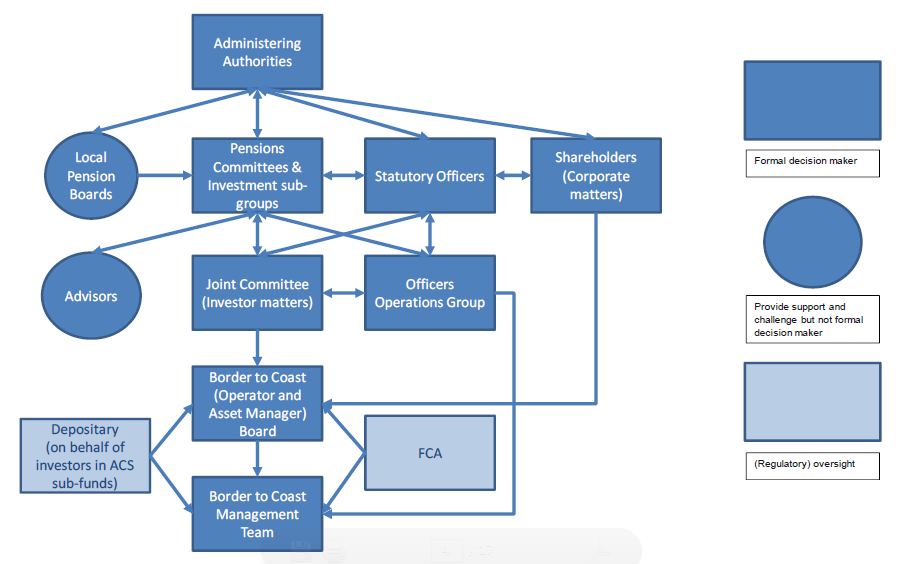 Administering
Authorities
Local
Pension
Boards
Pensions
Committees &
Investment sub-
groups
Statutory Officers
Shareholders
(Corporate
matters)
Advisors
Joint Committee
(Investor matters)
Officers
Operations Group
Border to Coast
(Operator and
Asset Manager)
Board
Depositary
(on behalf of
investors in ACS
sub-funds)
FCA
Border to Coast
Management
Team
Formal decision maker
Provide support and
challenge but not formal
decision maker
(Regulatory) oversight